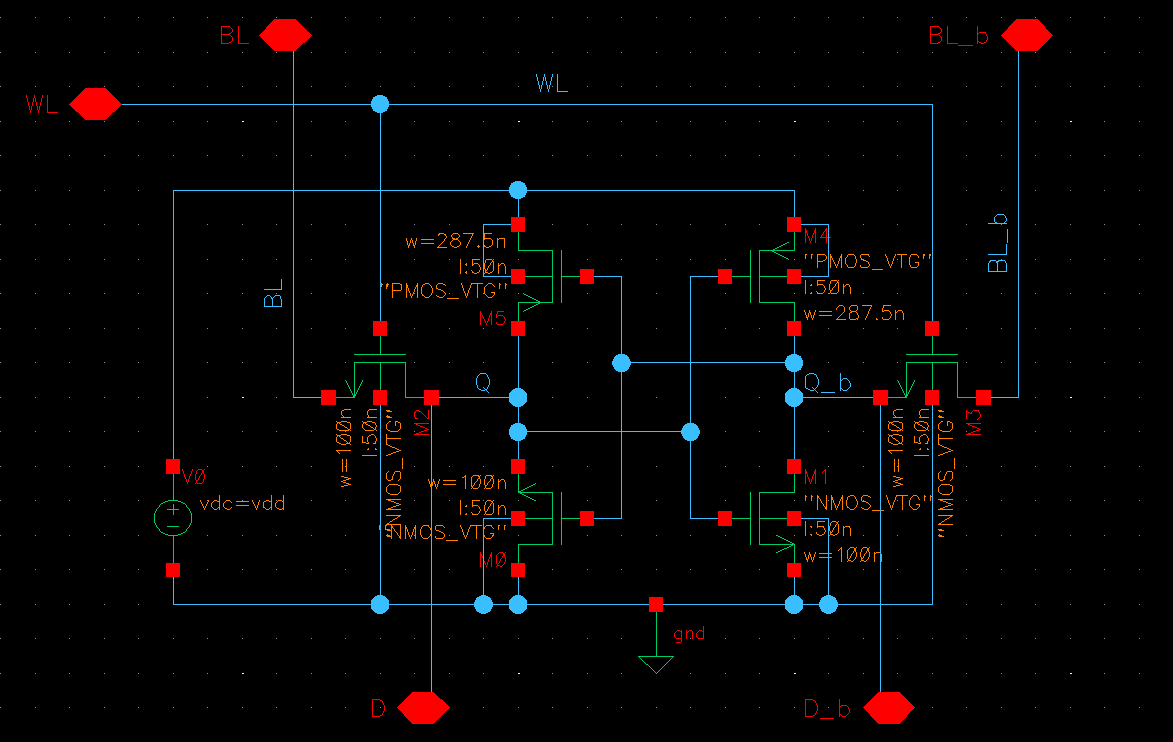 BL
BL_b
WL
WL
BL
BL_b
w=287.5n
l:50n
"PMOS_VTG"
M5
M4
"PMOS_VTG"
l:50n
w=287.5n
Q
Q_b
w=100n
l:50n
"NMOS_VTG"
M2
w=100n
l:50n
"NMOS_VTG"
M3
V0
vdc=vdd
w=100n
l:50n
"NMOS_VTG"
M0
M1
"NMOS_VTG"
l:50n
w=100n
gnd
D
D_b